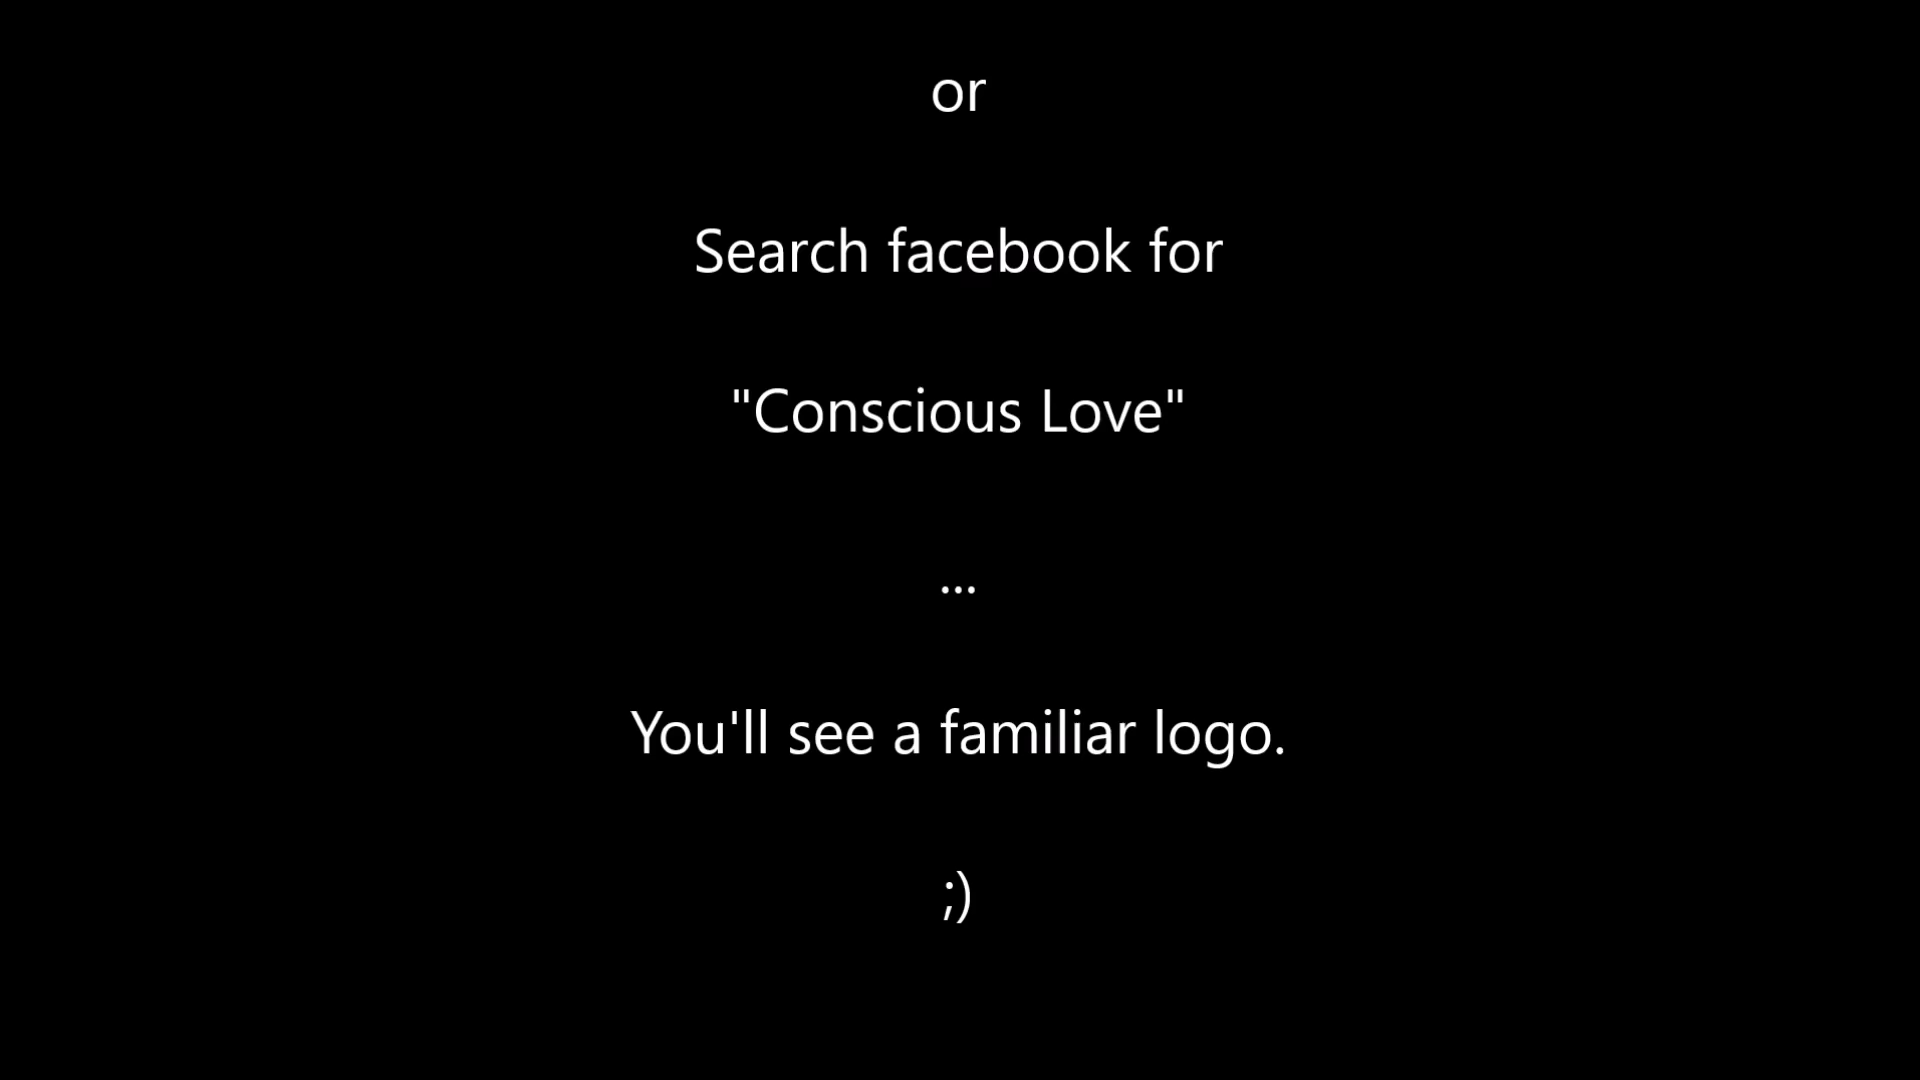 or
Search facebook for
"Conscious Love"
...
You'll see a familiar logo.
;)